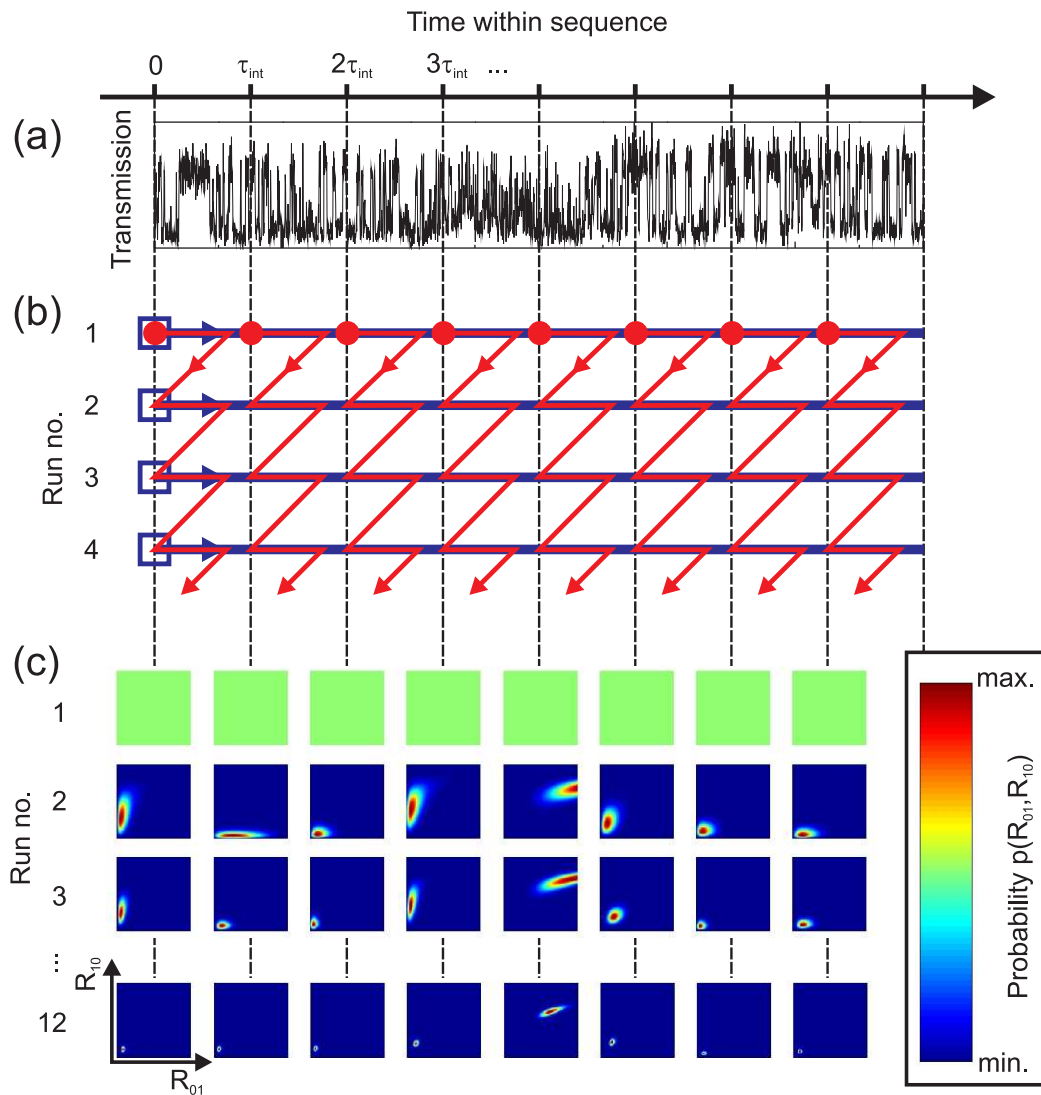 Time within sequence
0 τint 2τint 3τint ...
(a)
Transmission
(b)
Run no.
1
2
3
4
(c)
Run no.
1
2
3
...
12
R10
R01
max.
Probability p(R01,R10)
min.